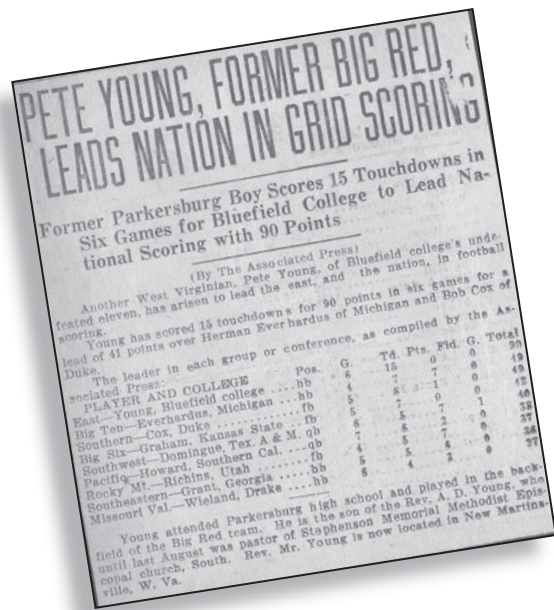 PETE YOUNG, FORMER BIG RED,
LEADS NATION IN GRID SCORING
Former Parkersburg Boy Scores 15 Touchdowns in
Six Games for Bluefield College to Lead Na-
tional Scoring with 90 Points
(By The Associated Press)
Another West Virginian, Pete Young, of Bluefield college's unde-
feated eleven, has arisen to lead the east, and the nation, in football
scoring.
Young has scored 15 touchdowns for 90 points in six games for a
lead of 41 points over Herman Everhardus of Michigan and Bob Cox of
Duke.
The leader in each group or conference, as compiled by the As-
sociated Press:
PLAYER AND COLLEGE Pos. G. Td. Pts. Fld. G. Total
East—Young, Bluefield college .... hb 6 15 0 0 90
Big Ten—Everhardus, Michigan ... hb 4 7 7 0 49
Southern—Cox, Duke ............. fb 5 8 1 0 49
Big Six—Graham, Kansas State .. fb 5 7 0 0 42
Southwest—Domingue, Tex. A & M. qb 6 5 7 1 40
Pacific—Howard, Southern Cal. ... qb 7 6 2 0 38
Rocky Mt.—Richins, Utah ........ fb 4 5 7 0 37
Southeastern—Grant, Georgia ..... hb 5 5 6 0 36
Missouri Val.—Wieland, Drake .... hb 6 4 3 0 27
Young attended Parkersburg high school and played in the back-
field of the Big Red team. He is the son of the Rev. A. D. Young, who
until last August was pastor of Stephenson Memorial Methodist Epis-
copal church, South. Rev. Mr. Young is now located in New Martins-
ville, W. Va.